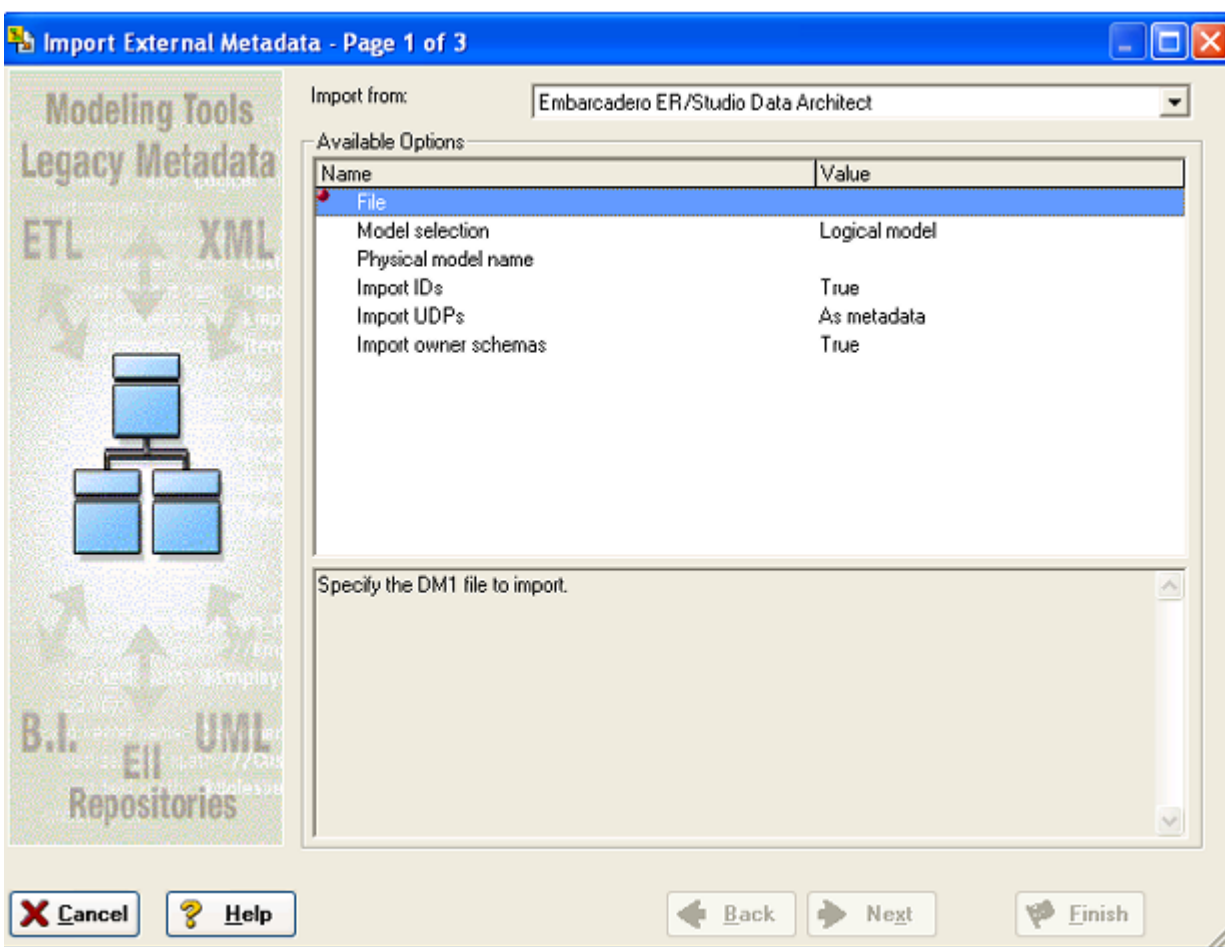 Import External Metadata - Page 1 of 3
Modeling Tools
Legacy Metadata
ETL XML
B.I. UML
EII
Repositories
Import from: Embarcadero ER/Studio Data Architect
Available Options
Name Value
File
Model selection Logical model
Physical model name
Import IDs True
Import UDPs As metadata
Import owner schemas True
Specify the DM1 file to import.
Cancel Help Back Next Finish